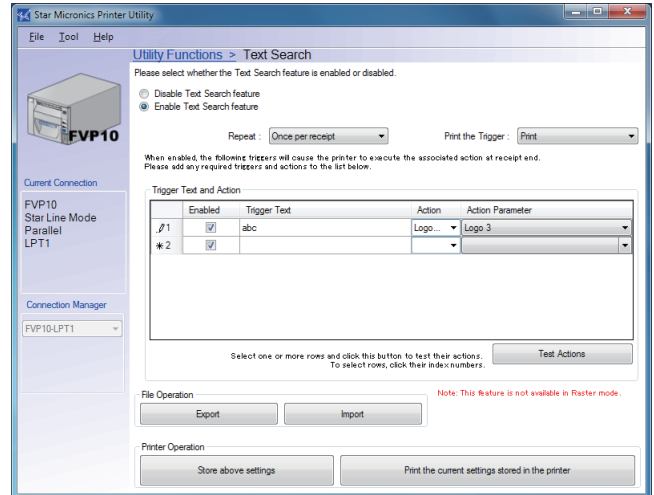 Star Micronics Printer Utility
File Tool Help
Utility Functions > Text Search
Please select whether the Text Search feature is enabled or disabled.
Disable Text Search feature
Enable Text Search feature
FVP10
Repeat : Once per receipt Print the Trigger : Print
When enabled, the following triggers will cause the printer to execute the associated action at receipt end.
Please add any required triggers and actions to the list below.
Current Connection
FVP10
Star Line Mode
Parallel
LPT1
Trigger Text and Action
Enabled Trigger Text Action Action Parameter
1 abc Logo... Logo 3
* 2
Connection Manager
FVP10-LPT1
Select one or more rows and click this button to test their actions.
To select rows, click their index numbers.
Test Actions
File Operation
Note: This feature is not available in Raster mode.
Export Import
Printer Operation
Store above settings Print the current settings stored in the printer